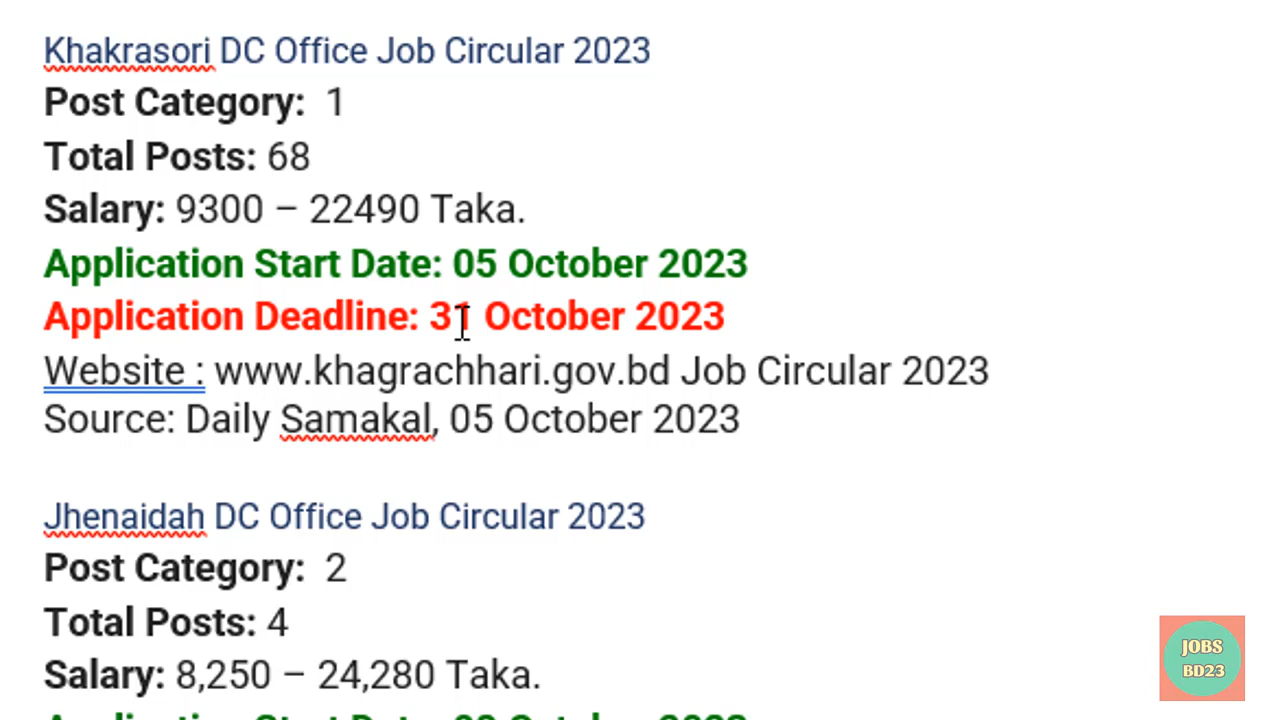 Khakrasori DC Office Job Circular 2023
Post Category: 1
Total Posts: 68
Salary: 9300 – 22490 Taka.
Application Start Date: 05 October 2023
Application Deadline: 31 October 2023
Website : www.khagrachhari.gov.bd Job Circular 2023
Source: Daily Samakal, 05 October 2023
Jhenaidah DC Office Job Circular 2023
Post Category: 2
Total Posts: 4
Salary: 8,250 – 24,280 Taka.
JOBS
BD23